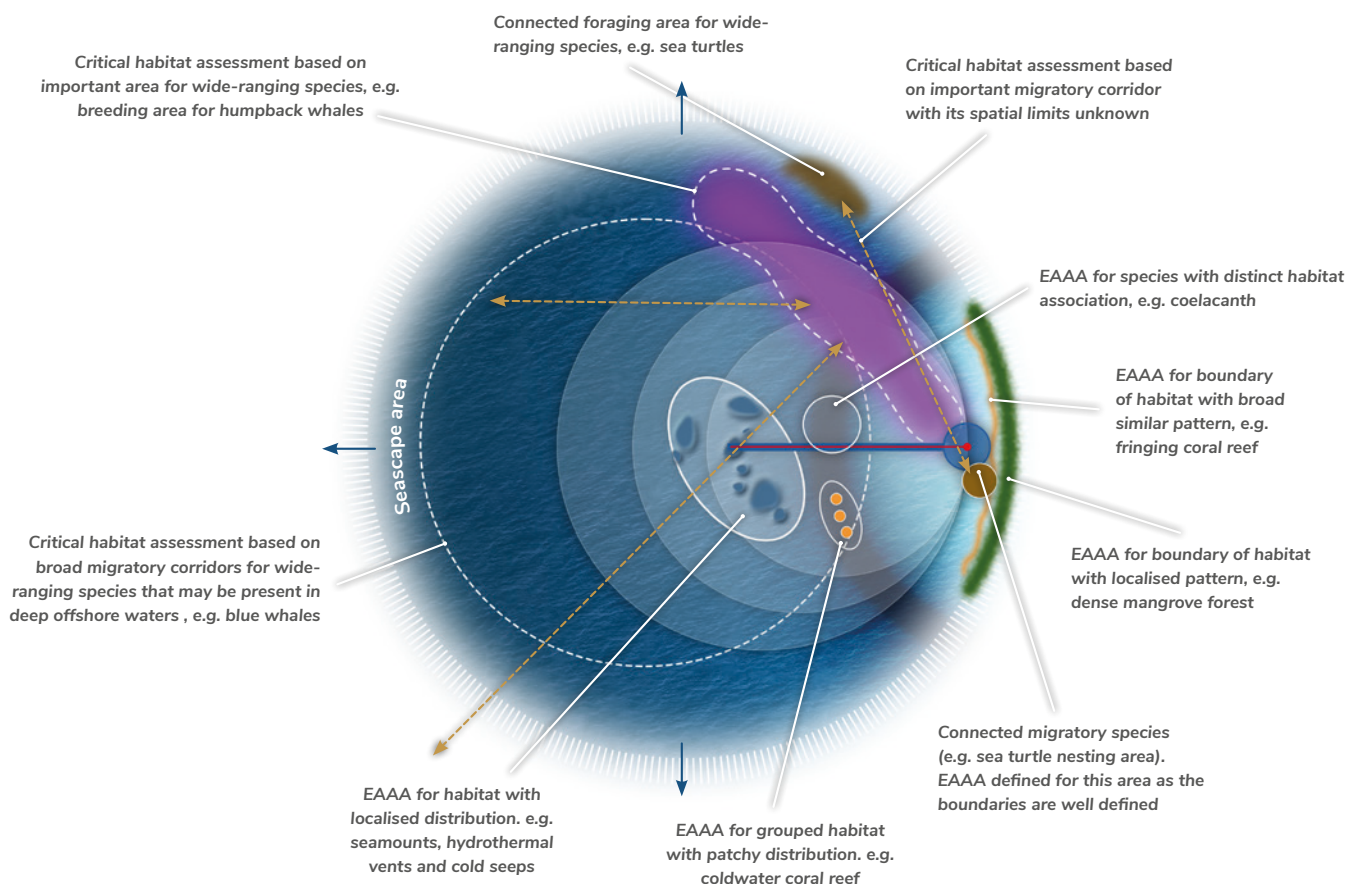 Connected foraging area for wide-
ranging species, e.g. sea turtles
Critical habitat assessment based on
important area for wide-ranging species, e.g.
breeding area for humpback whales
Critical habitat assessment based
on important migratory corridor
with its spatial limits unknown
EAAA for species with distinct habitat
association, e.g. coelacanth
EAAA for boundary
of habitat with broad
similar pattern, e.g.
fringing coral reef
Seascape area
Critical habitat assessment based on
broad migratory corridors for wide-
ranging species that may be present in
deep offshore waters , e.g. blue whales
EAAA for boundary of habitat
with localised pattern, e.g.
dense mangrove forest
Connected migratory species
(e.g. sea turtle nesting area).
EAAA defined for this area as the
boundaries are well defined
EAAA for habitat with
localised distribution. e.g.
seamounts, hydrothermal
vents and cold seeps
EAAA for grouped habitat
with patchy distribution. e.g.
coldwater coral reef